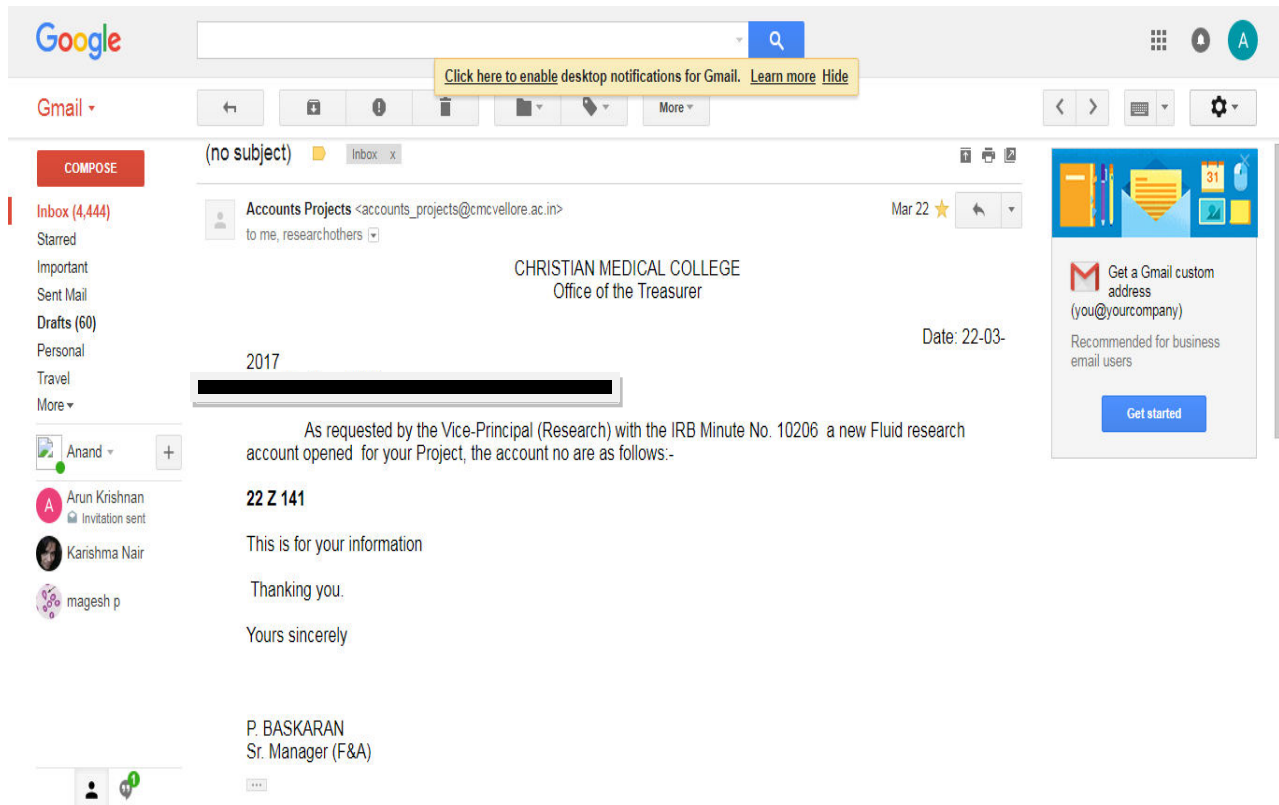 Google
A
Click here to enable desktop notifications for Gmail. Learn more Hide
Gmail
More
COMPOSE
Inbox (4,444)
Starred
Important
Sent Mail
Drafts (60)
Personal
Travel
More
Anand
+
A
Arun Krishnan
Invitation sent
Karishma Nair
magesh p
1
(no subject)
Inbox x
Accounts Projects <accounts_projects@cmcvellore.ac.in>
Mar 22
to me, researchothers
CHRISTIAN MEDICAL COLLEGE
Office of the Treasurer
Date: 22-03-
2017
As requested by the Vice-Principal (Research) with the IRB Minute No. 10206 a new Fluid research
account opened for your Project, the account no are as follows:-
22 Z 141
This is for your information
Thanking you.
Yours sincerely
P. BASKARAN
Sr. Manager (F&A)
...
31
24
Get a Gmail custom
address
(you@yourcompany)
Recommended for business
email users
Get started